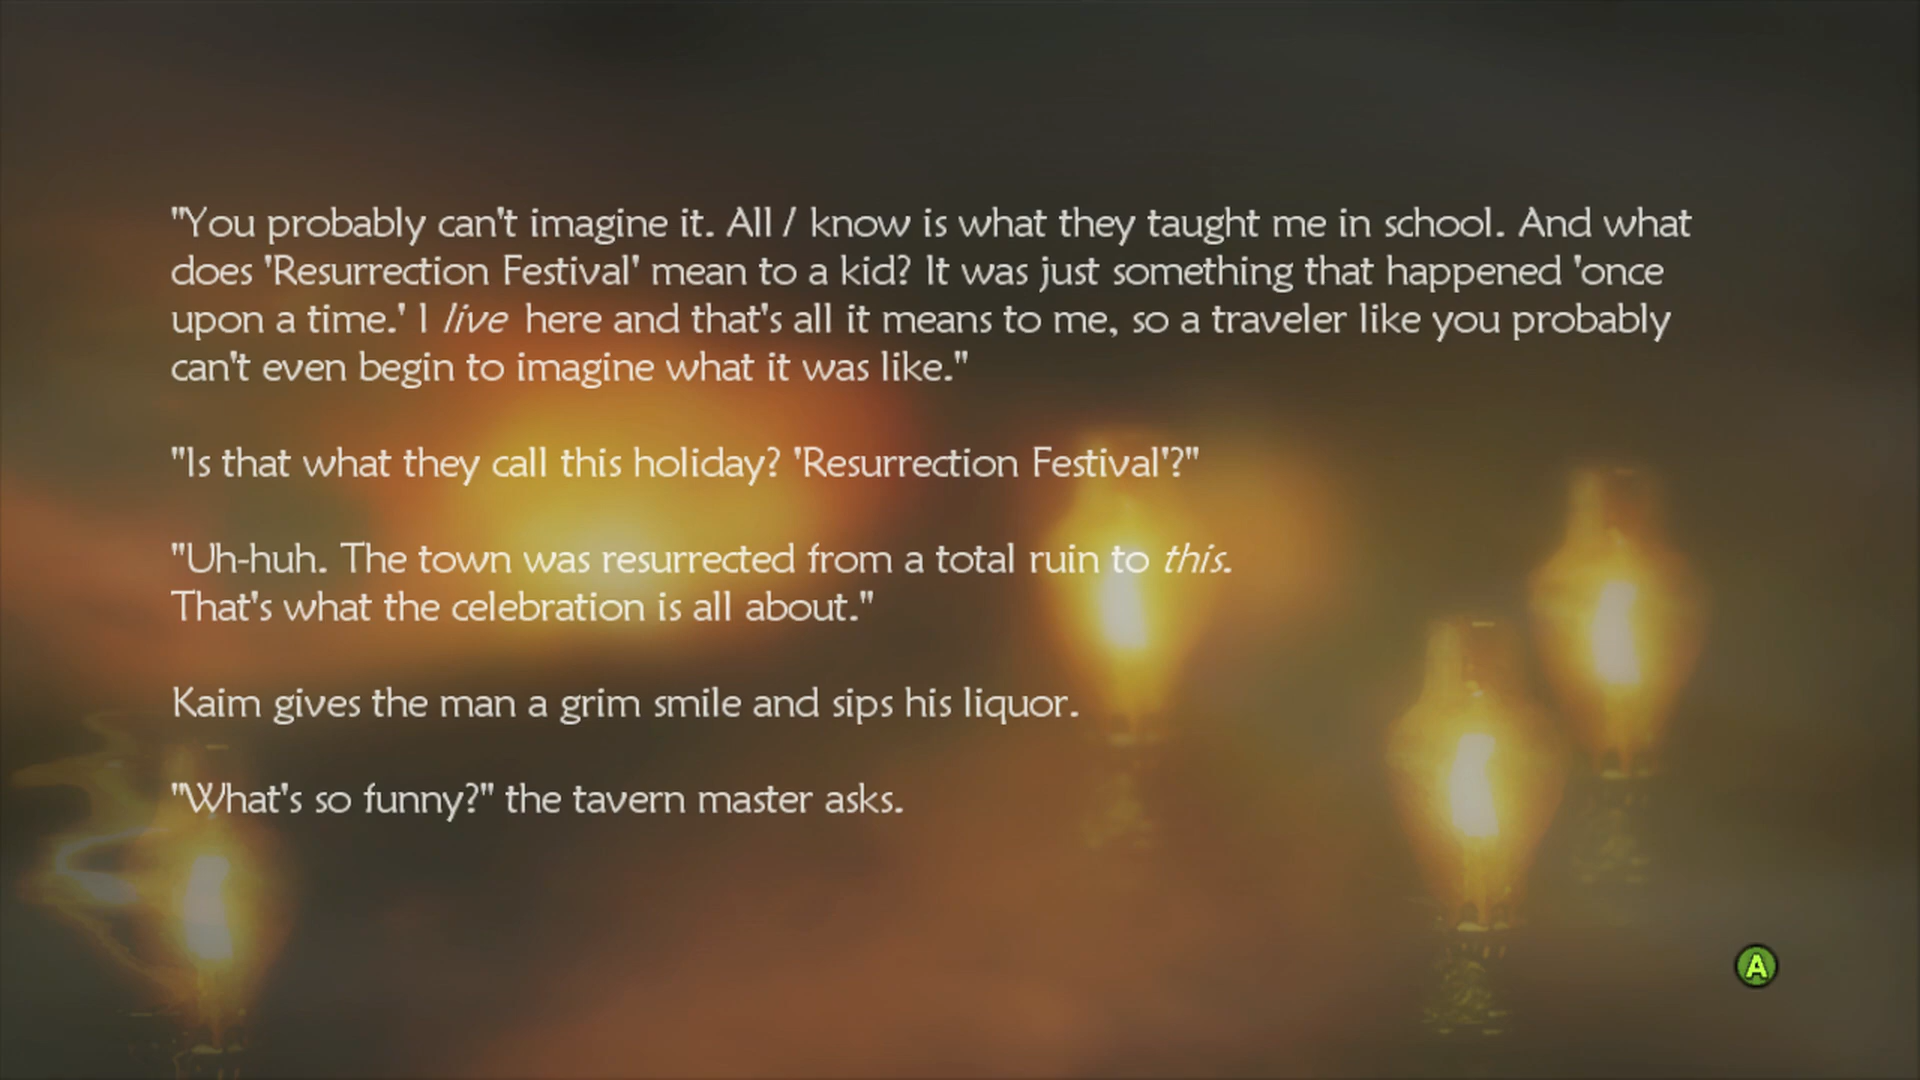 "You probably can't imagine it. All I know is what they taught me in school. And what
does 'Resurrection Festival' mean to a kid? It was just something that happened 'once
upon a time.' I live here and that's all it means to me, so a traveler like you probably
can't even begin to imagine what it was like."
"Is that what they call this holiday? 'Resurrection Festival'?"
"Uh-huh. The town was resurrected from a total ruin to this.
That's what the celebration is all about."
Kaim gives the man a grim smile and sips his liquor.
"What's so funny?" the tavern master asks.
A